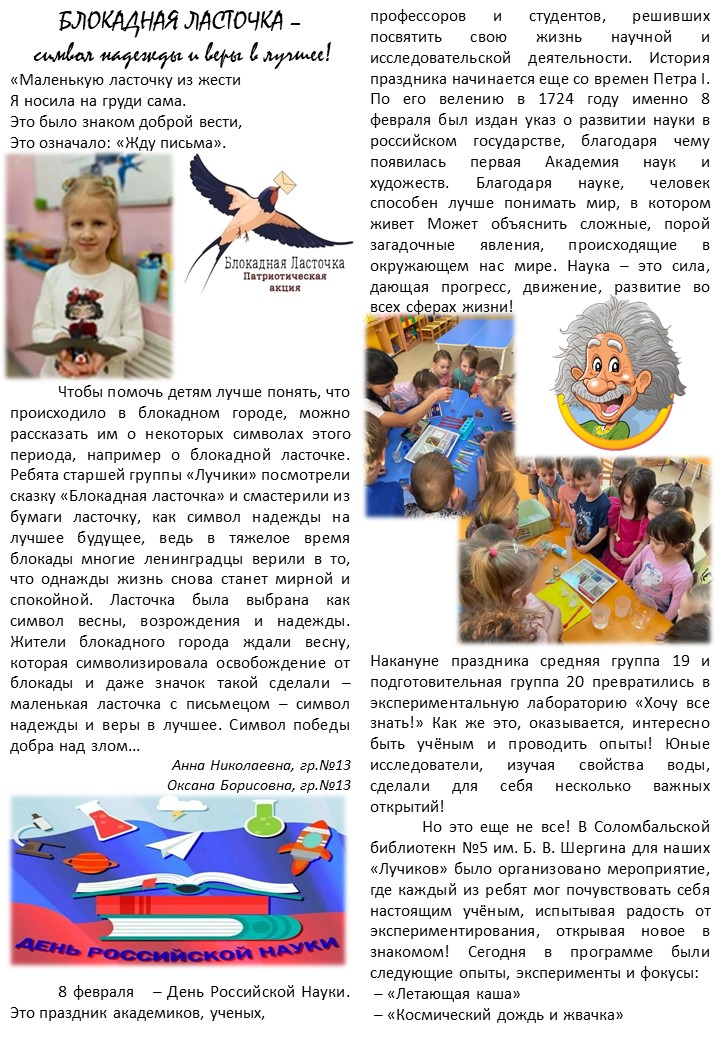 БЛОКАДНАЯ ЛАСТОЧКА –
символ надежды и веры в лучшее!
«Маленькую ласточку из жести
Я носила на груди сама.
Это было знаком доброй вести,
Это означало: «Жду письма».
Блокадная Ласточка
Патриотическая
акция
Чтобы помочь детям лучше понять, что
происходило в блокадном городе, можно
рассказать им о некоторых символах этого
периода, например о блокадной ласточке.
Ребята старшей группы «Лучики» посмотрели
сказку «Блокадная ласточка» и смастерили из
бумаги ласточку, как символ надежды на
лучшее будущее, ведь в тяжелое время
блокады многие ленинградцы верили в то,
что однажды жизнь снова станет мирной и
спокойной. Ласточка была выбрана как
символ весны, возрождения и надежды.
Жители блокадного города ждали весну,
которая символизировала освобождение от
блокады и даже значок такой сделали –
маленькая ласточка с письмецом – символ
надежды и веры в лучшее. Символ победы
добра над злом...
Анна Николаевна, гр.№13
Оксана Борисовна, гр.№13
ДЕНЬ РОССИЙСКОЙ НАУКИ
8 февраля – День Российской Науки.
Это праздник академиков, ученых,
профессоров и студентов, решивших
посвятить свою жизнь научной и
исследовательской деятельности. История
праздника начинается еще со времен Петра I.
По его велению в 1724 году именно 8
февраля был издан указ о развитии науки в
российском государстве, благодаря чему
появилась первая Академия наук и
художеств. Благодаря науке, человек
способен лучше понимать мир, в котором
живет Может объяснить сложные, порой
загадочные явления, происходящие в
окружающем нас мире. Наука – это сила,
дающая прогресс, движение, развитие во
всех сферах жизни!
Накануне праздника средняя группа 19 и
подготовительная группа 20 превратились в
экспериментальную лабораторию «Хочу все
знать!» Как же это, оказывается, интересно
быть учёным и проводить опыты! Юные
исследователи, изучая свойства воды,
сделали для себя несколько важных
открытий!
Но это еще не все! В Соломбальской
библиотекн №5 им. Б. В. Шергина для наших
«Лучиков» было организовано мероприятие,
где каждый из ребят мог почувствовать себя
настоящим учёным, испытывая радость от
экспериментирования, открывая новое в
знакомом! Сегодня в программе были
следующие опыты, эксперименты и фокусы:
– «Летающая каша»
– «Космический дождь и жвачка»